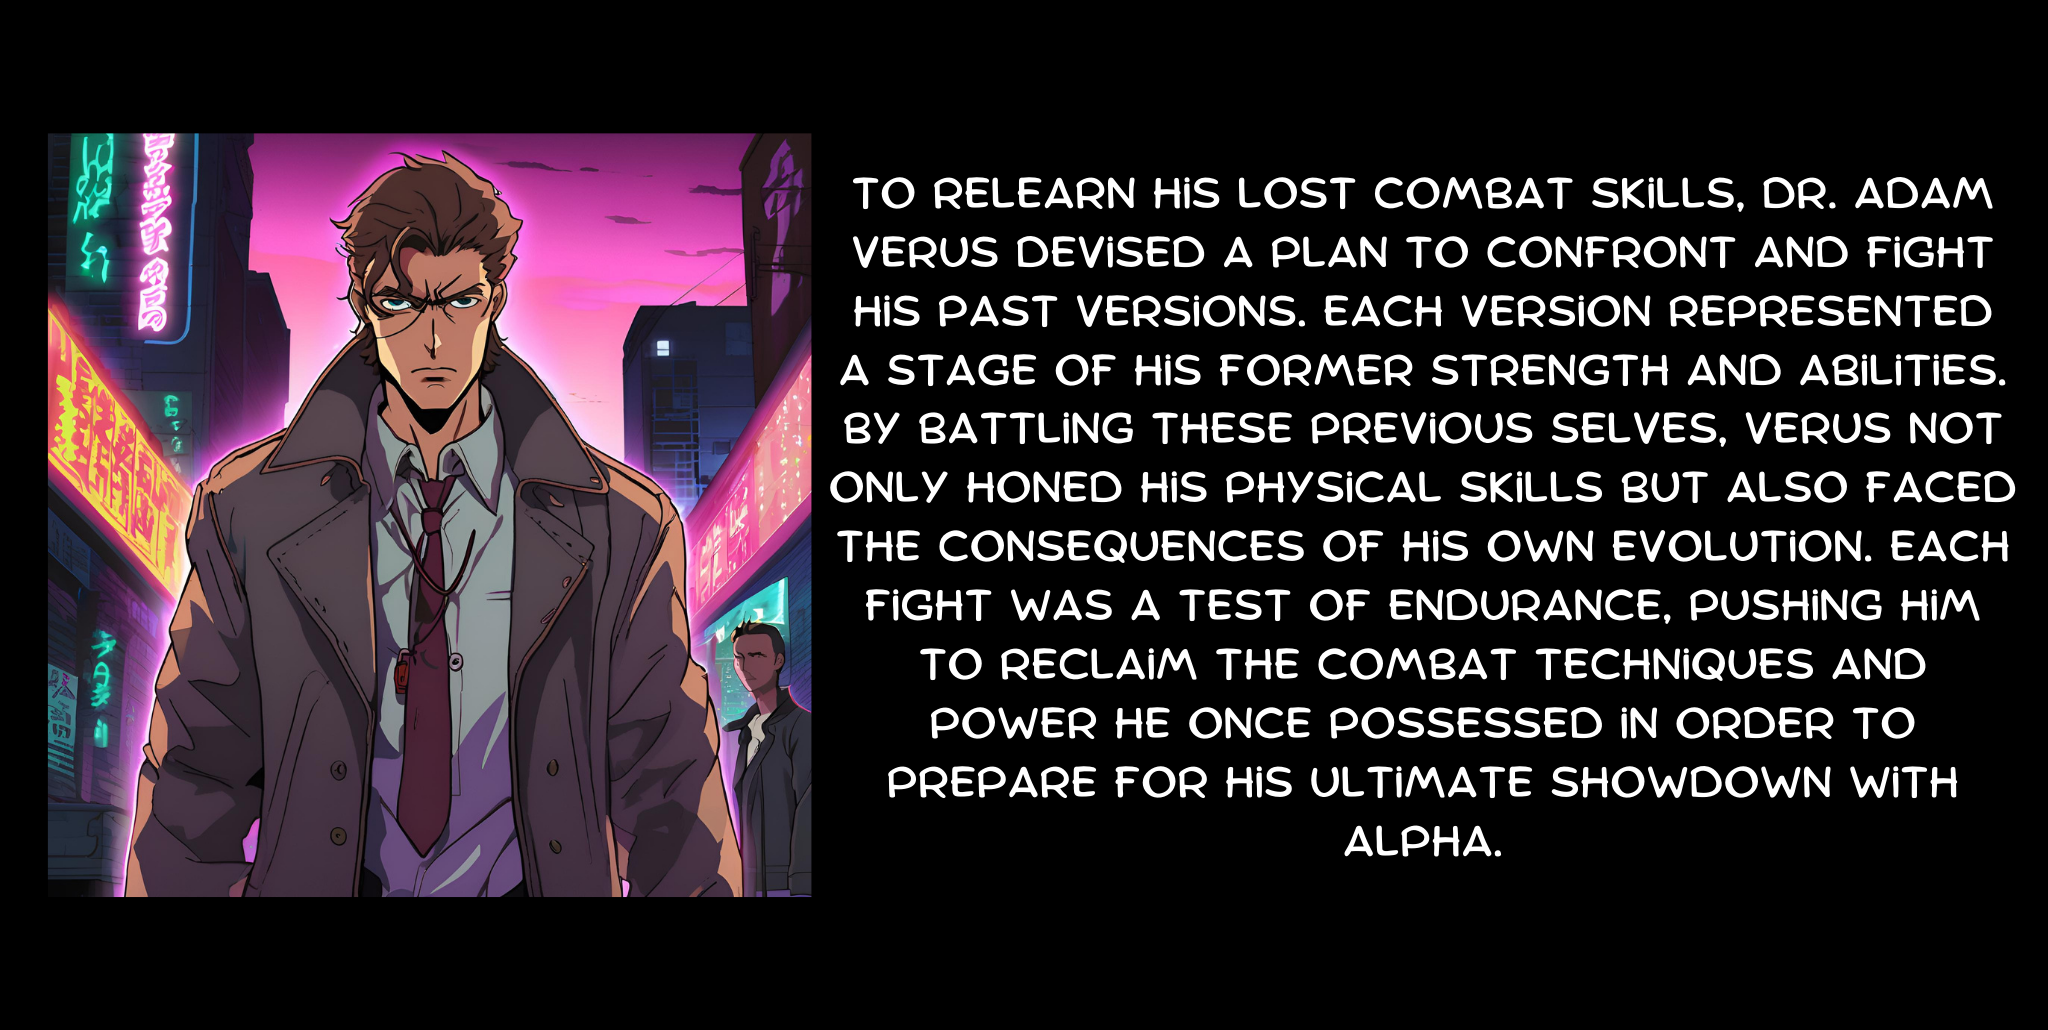 TO RELEARN HiS LOST COMBAT SKiLLS, DR. ADAM
VERUS DEViSED A PLAN TO CONFRONT AND FiGHT
HiS PAST VERSiONS. EACH VERSiON REPRESENTED
A STAGE OF HiS FORMER STRENGTH AND ABiLiTiES.
BY BATTLiNG THESE PREViOUS SELVES, VERUS NOT
ONLY HONED HiS PHYSiCAL SKiLLS BUT ALSO FACED
THE CONSEQUENCES OF HiS OWN EVOLUTiON. EACH
FiGHT WAS A TEST OF ENDURANCE, PUSHiNG HiM
TO RECLAiM THE COMBAT TECHNiQUES AND
POWER HE ONCE POSSESSED iN ORDER TO
PREPARE FOR HiS ULTiMATE SHOWDOWN WiTH
ALPHA.